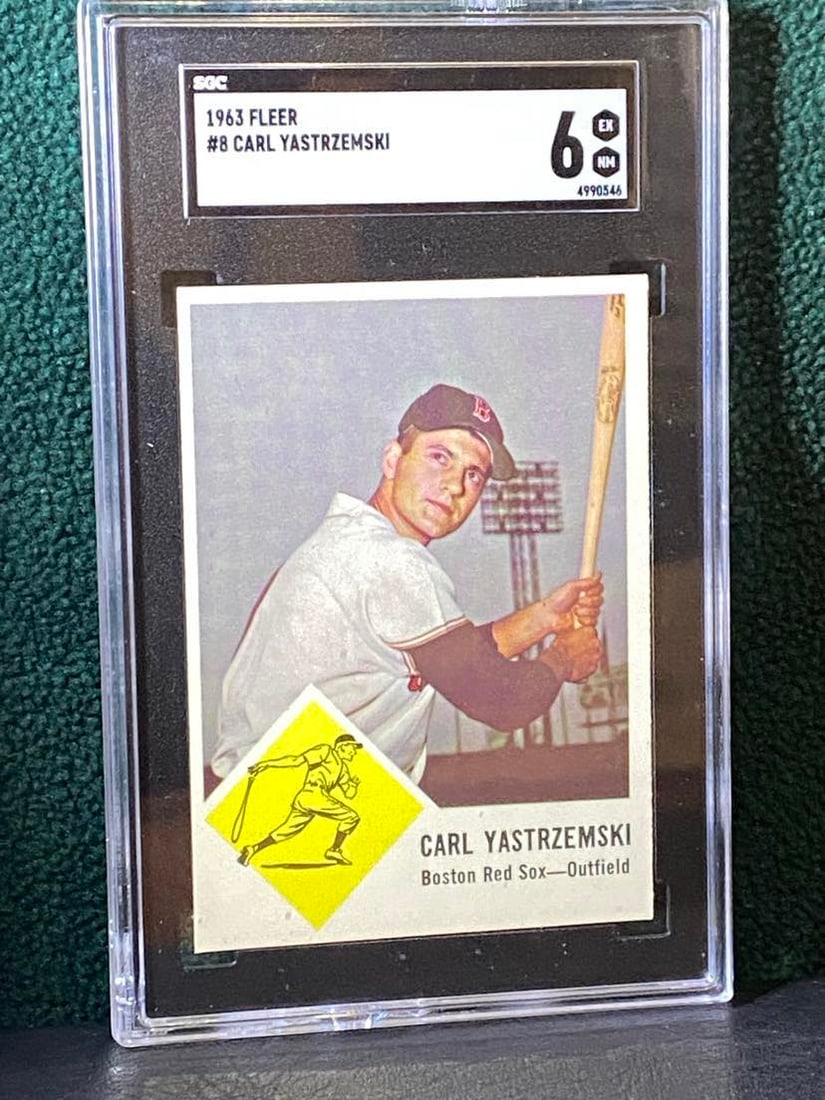 SGC
1963 FLEER
#8 CARL YASTRZEMSKI
6
EX
NM
4990546
B
CARL YASTRZEMSKI
Boston Red Sox—Outfield